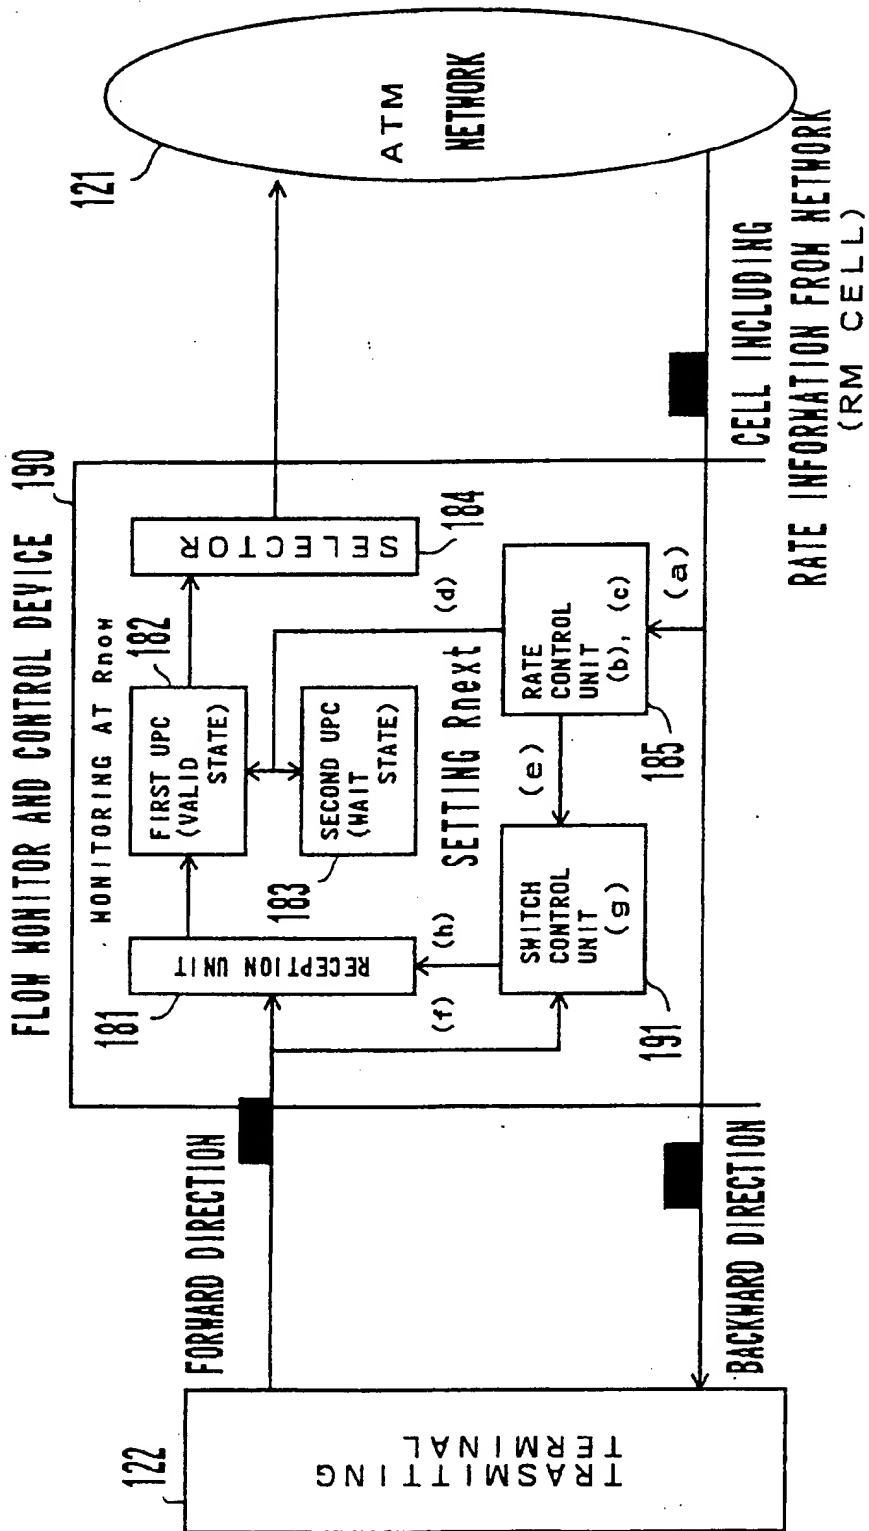 FLOW MONITOR AND CONTROL DEVICE 190
122
TRASMITTING
TERMINAL
FORWARD DIRECTION
BACKWARD DIRECTION
181
RECEPTION UNIT
(f)
(h)
MONITORING AT Rnow
FIRST UPC
(VALID
STATE)
182
SECOND UPC
(WAIT
STATE)
183
SELECTOR
184
SETTING Rnext
(d)
(e)
SWITCH
CONTROL
UNIT
(g)
191
RATE
CONTROL
UNIT
(b), (c)
185
(a)
121
ATM
NETWORK
CELL INCLUDING
RATE INFORMATION FROM NETWORK
(RM CELL)